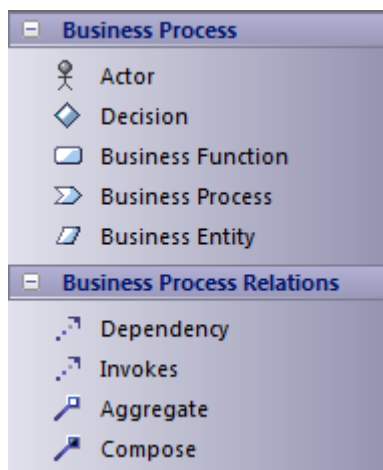 Business Process
Actor
Decision
Business Function
Business Process
Business Entity
Business Process Relations
Dependency
Invokes
Aggregate
Compose